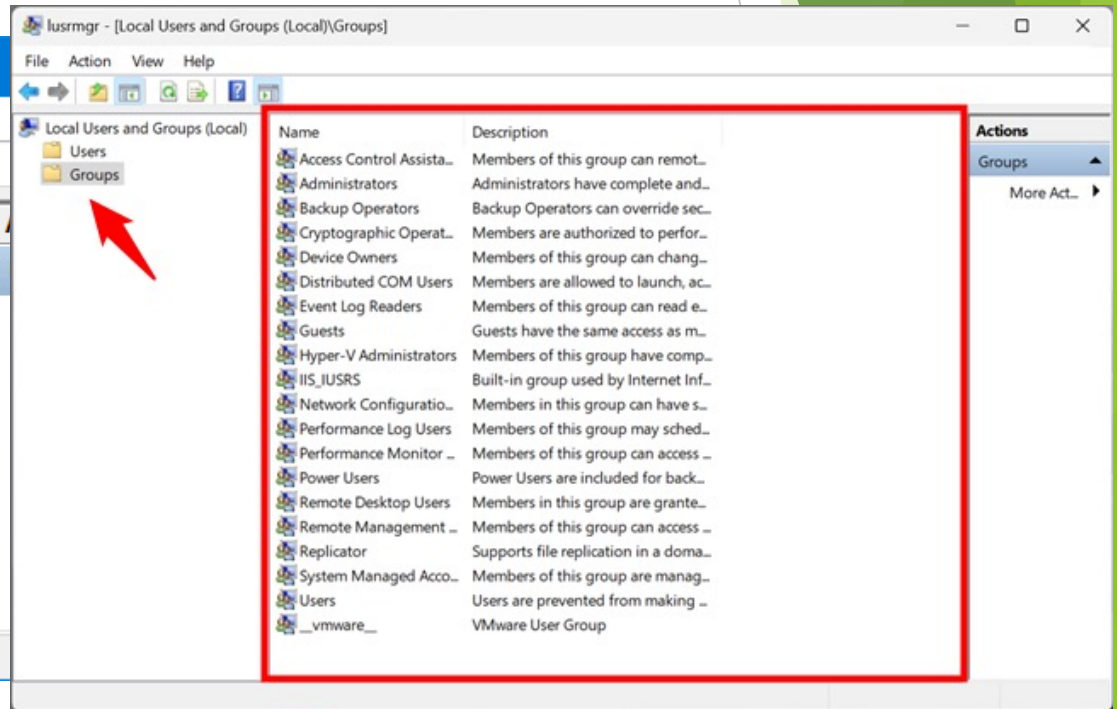 lusrmgr - [Local Users and Groups (Local)\Groups]
File Action View Help
Local Users and Groups (Local)
Users
Groups
Name Description
Access Control Assista... Members of this group can remot...
Administrators Administrators have complete and...
Backup Operators Backup Operators can override sec...
Cryptographic Operat... Members are authorized to perfor...
Device Owners Members of this group can chang...
Distributed COM Users Members are allowed to launch, ac...
Event Log Readers Members of this group can read e...
Guests Guests have the same access as m...
Hyper-V Administrators Members of this group have comp...
IIS_IUSRS Built-in group used by Internet Inf...
Network Configuratio... Members in this group can have s...
Performance Log Users Members of this group may sched...
Performance Monitor ... Members of this group can access ...
Power Users Power Users are included for back...
Remote Desktop Users Members in this group are grante...
Remote Management ... Members of this group can access ...
Replicator Supports file replication in a doma...
System Managed Acco... Members of this group are manag...
Users Users are prevented from making ...
__vmware__ VMware User Group
Actions
Groups
More Act...